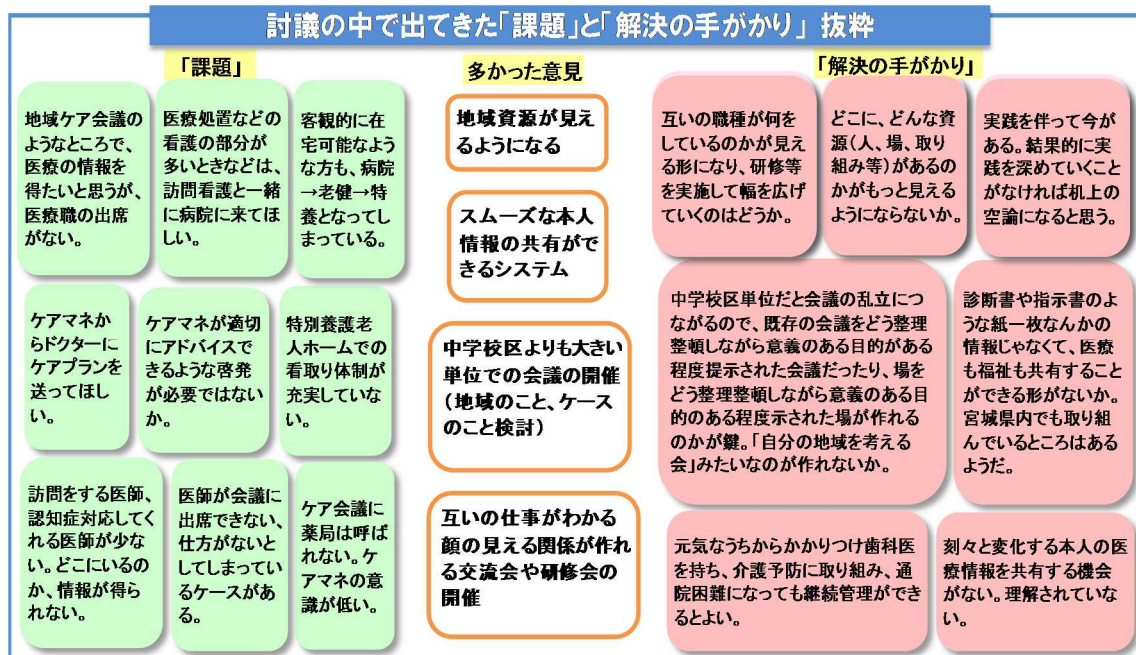 討議の中で出てきた「課題」と「解決の手がかり」 抜粋
「課題」
地域ケア会議の
ようなところで、
医療の情報を
得たいと思うが、
医療職の出席
がない。
医療処置などの
看護の部分が
多いときなどは、
訪問看護と一緒
に病院に来てほ
しい。
客観的に在
宅可能なよう
な方も、病院
→老健→特
養となってし
まっている。
ケアマネか
らドクターに
ケアプランを
送ってほし
い。
ケアマネが適切
にアドバイスで
きるような啓発
が必要ではない
か。
特別養護老
人ホームでの
看取り体制が
充実していな
い。
訪問をする医師、
認知症対応してく
れる医師が少な
い。どこにいるの
か、情報が得ら
れない。
医師が会議に
出席できない、
仕方がないと
してしまってい
るケースがあ
る。
ケア会議に
薬局は呼ば
れない。ケ
アマネの意
識が低い。
多かった意見
地域資源が見え
るようになる
スムーズな本人
情報の共有がで
きるシステム
中学校区よりも大きい
単位での会議の開催
（地域のこと、ケース
のこと検討）
互いの仕事がわかる
顔の見える関係が作れ
る交流会や研修会の
開催
「解決の手がかり」
互いの職種が何を
しているのかが見え
る形になり、研修等
を実施して幅を広げ
ていくのはどうか。
どこに、どんな資
源（人、場、取り
組み等）があるの
かがもっと見える
ようにならないか。
実践を伴って今が
ある。結果的に実
践を深めていくこと
がなければ机上の
空論になると思う。
中学校区単位だと会議の乱立につ
ながるので、既存の会議をどう整理
整頓しながら意義のある目的がある
程度提示された会議だったり、場を
どう整理整頓しながら意義のある目
的のある程度示された場が作れる
のかが鍵。「自分の地域を考える
会」みたいなのが作れないか。
診断書や指示書のよ
うな紙一枚なんかの
情報じゃなくて、医療
も福祉も共有すること
ができる形がないか。
宮城県内でも取り組
んでいるところはある
ようだ。
元気なうちからかかりつけ歯科医
を持ち、介護予防に取り組み、通
院困難になっても継続管理ができ
るとよい。
刻々と変化する本人の医
療情報を共有する機会
がない。理解されていな
い。